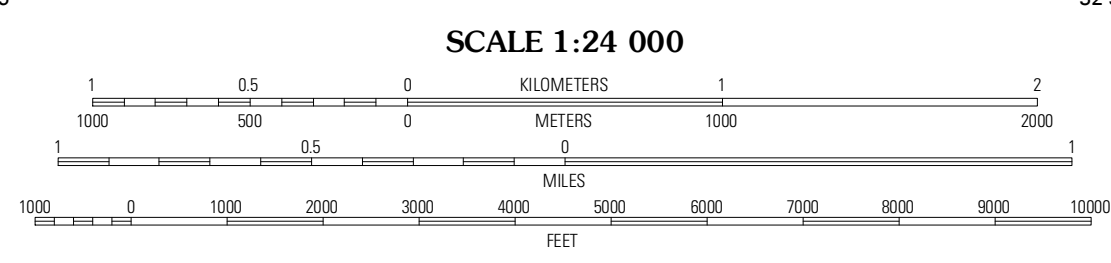 SCALE 1:24 000
1 0.5 0 KILOMETERS 1 2
1000 500 0 METERS 1000 2000
1 0.5 0 1
MILES
1000 0 1000 2000 3000 4000 5000 6000 7000 8000 9000 10000
FEET